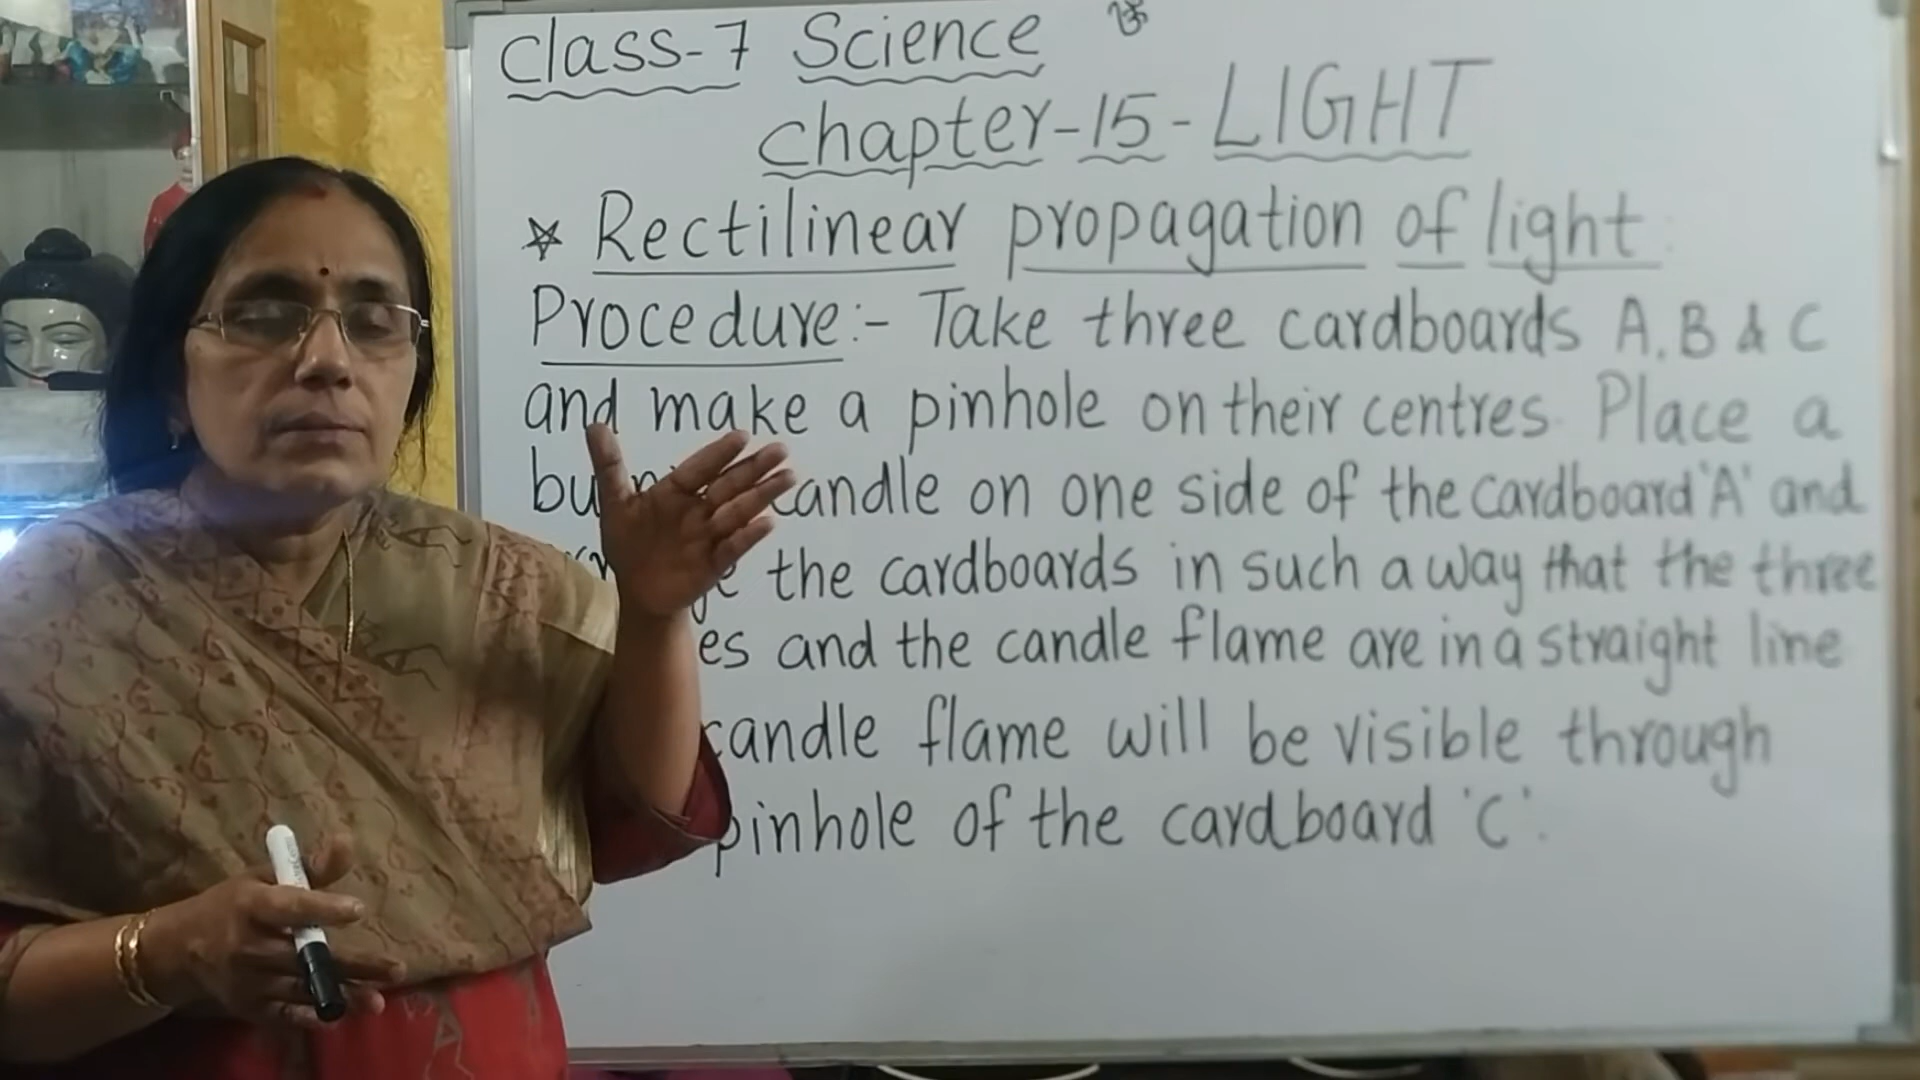 ॐ
Class-7 Science
Chapter-15-LIGHT
☆ Rectilinear propagation of light:
Procedure:- Take three cardboards A, B & C
and make a pinhole on their centres. Place a
candle on one side of the cardboard 'A' and
the cardboards in such a way that the three
and the candle flame are in a straight line
candle flame will be visible through
pinhole of the cardboard 'C'.